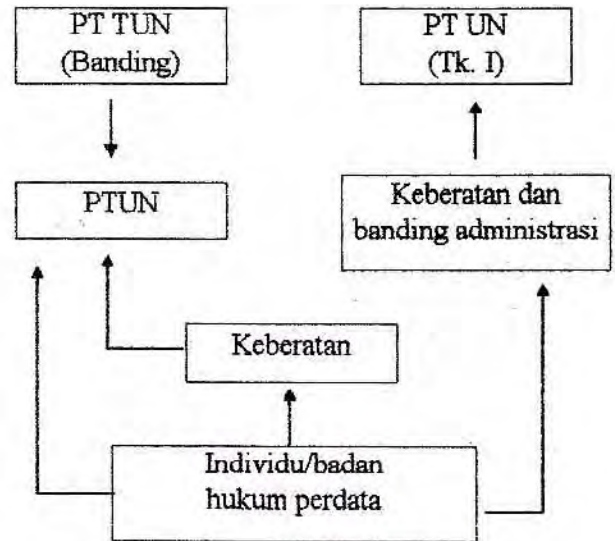 PT TUN
(Banding)
PT UN
(Tk. I)
PTUN
Keberatan dan
banding administrasi
Keberatan
Individu/badan
hukum perdata